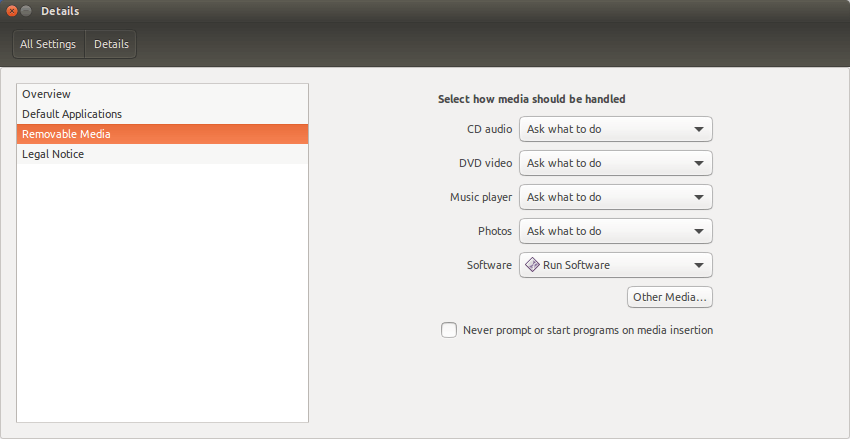 Details
All Settings Details
Overview
Default Applications
Removable Media
Legal Notice
Select how media should be handled
CD audio Ask what to do
DVD video Ask what to do
Music player Ask what to do
Photos Ask what to do
Software Run Software
Other Media...
Never prompt or start programs on media insertion